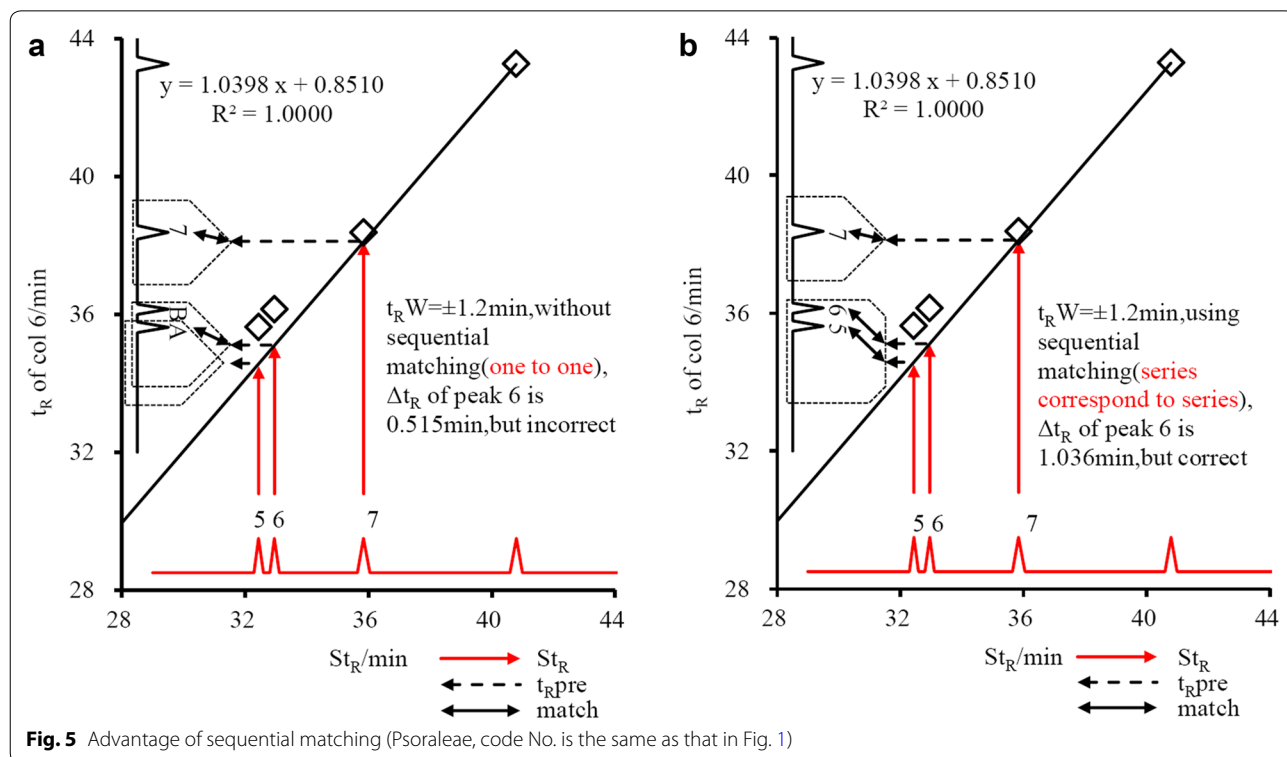 a
44
40
36
32
28
t_R of col 6/min
y = 1.0398 x + 0.8510
R² = 1.0000
7
B A
t_RW=±1.2min,without
sequential
matching(one to one),
Δt_R of peak 6 is
0.515min,but incorrect
5 6 7
28 32 36 40 44
St_R/min
St_R
t_Rpre
match
b
44
40
36
32
28
t_R of col 6/min
y = 1.0398 x + 0.8510
R² = 1.0000
7
6 5
t_RW=±1.2min,using
sequential
matching(series
correspond to series),
Δt_R of peak 6 is
1.036min,but correct
5 6 7
28 32 36 40 44
St_R/min
St_R
t_Rpre
match
Fig. 5 Advantage of sequential matching (Psoraleae, code No. is the same as that in Fig. 1)